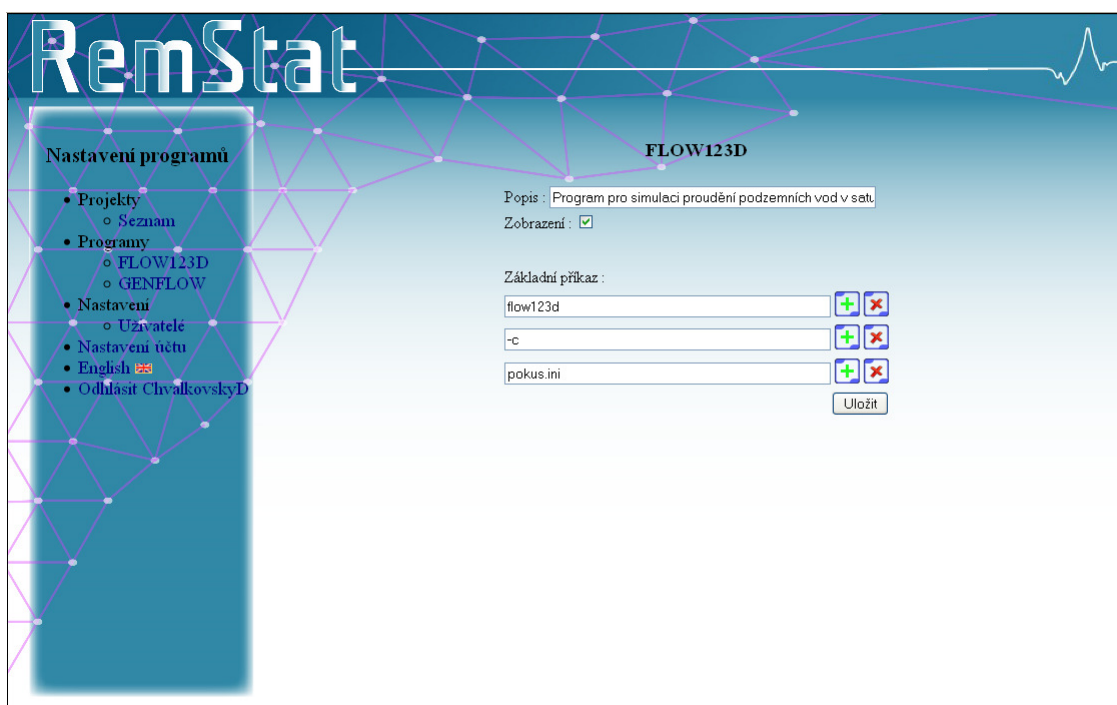 RemStat
Nastavení programů
Projekty
Seznam
Programy
FLOW123D
GENFLOW
Nastavení
Uživatelé
Nastavení účtu
English
Odhlásit ChvalkovskyD
FLOW123D
Popis : Program pro simulaci proudění podzemních vod v satu
Zobrazení :
Základní příkaz :
flow123d
-c
pokus.ini
Uložit